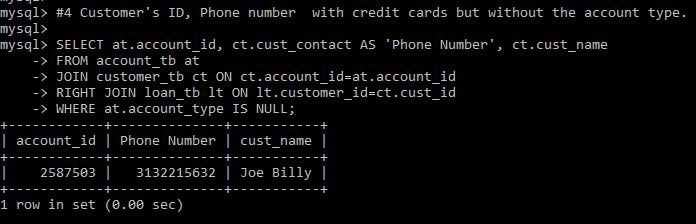 mysql>
mysql> #4 Customer's ID, Phone number  with credit cards but without the account type.
mysql>
mysql> SELECT at.account_id, ct.cust_contact AS 'Phone Number', ct.cust_name
    -> FROM account_tb at
    -> JOIN customer_tb ct ON ct.account_id=at.account_id
    -> RIGHT JOIN loan_tb lt ON lt.customer_id=ct.cust_id
    -> WHERE at.account_type IS NULL;
+------------+--------------+-----------+
| account_id | Phone Number | cust_name |
+------------+--------------+-----------+
|    2587503 |   3132215632 | Joe Billy |
+------------+--------------+-----------+
1 row in set (0.00 sec)